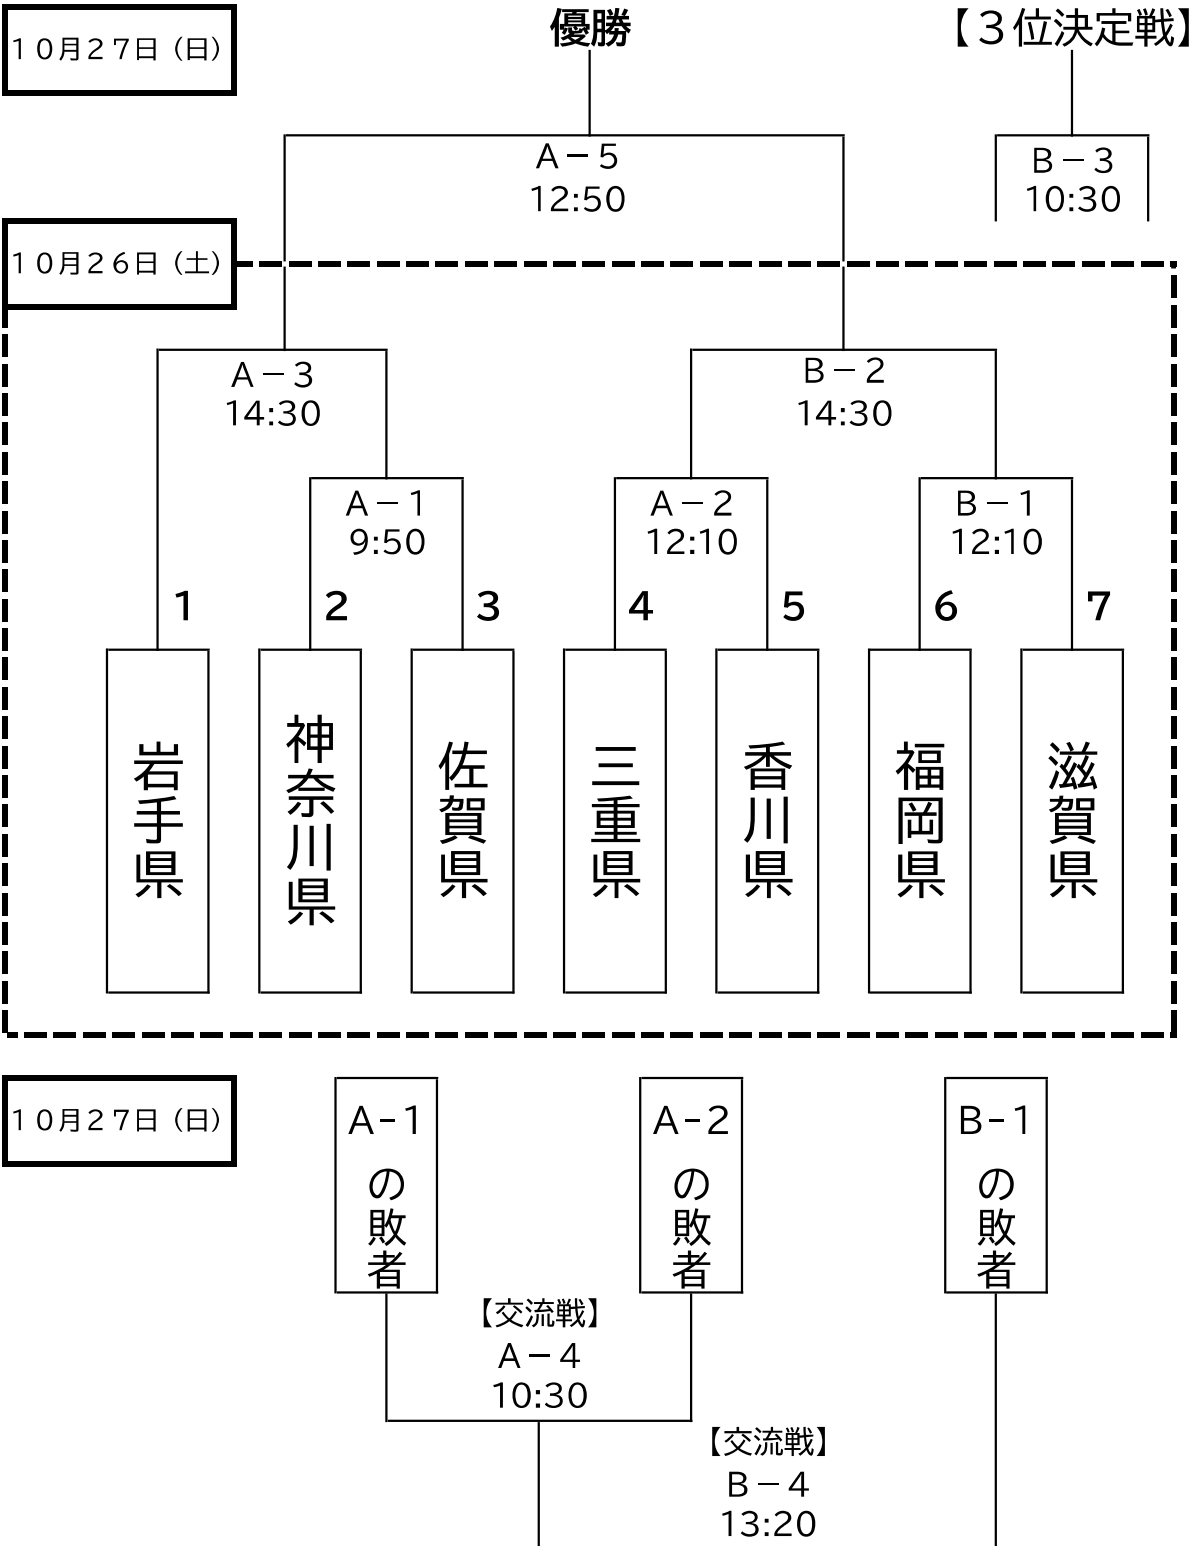 １０月２７日（日）
優勝
【３位決定戦】
Ａ－５
12:50
Ｂ－３
10:30
１０月２６日（土）
Ａ－３
14:30
Ｂ－２
14:30
Ａ－１
9:50
Ａ－２
12:10
Ｂ－１
12:10
1
2
3
4
5
6
7
岩手県
神奈川県
佐賀県
三重県
香川県
福岡県
滋賀県
１０月２７日（日）
A-1
の敗者
A-2
の敗者
B-1
の敗者
【交流戦】
Ａ－４
10:30
【交流戦】
Ｂ－４
13:20